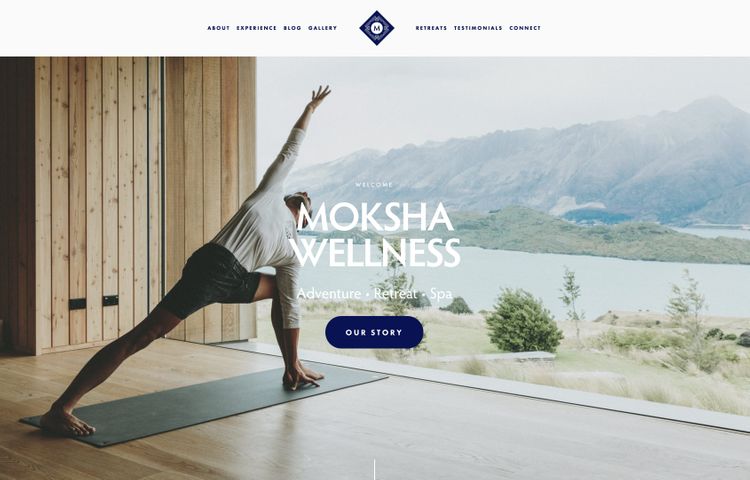 ABOUT EXPERIENCE BLOG GALLERY M RETREATS TESTIMONIALS CONNECT
WELCOME
MOKSHA
WELLNESS
Adventure • Retreat • Spa
OUR STORY